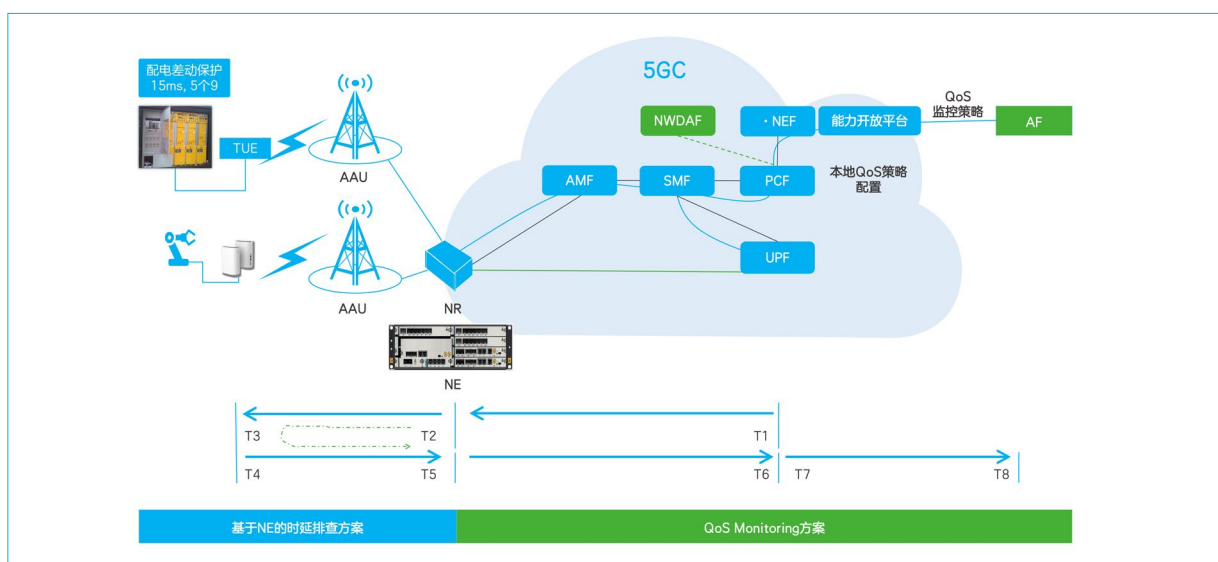 配电差动保护
15ms, 5个9
TUE
AAU
AAU
NR
NE
5GC
NWDAF
·NEF
能力开放平台
QoS
监控策略
AF
AMF
SMF
PCF
本地QoS策略
配置
UPF
T3
T2
T1
T4
T5
T6
T7
T8
基于NE的时延排查方案
QoS Monitoring方案